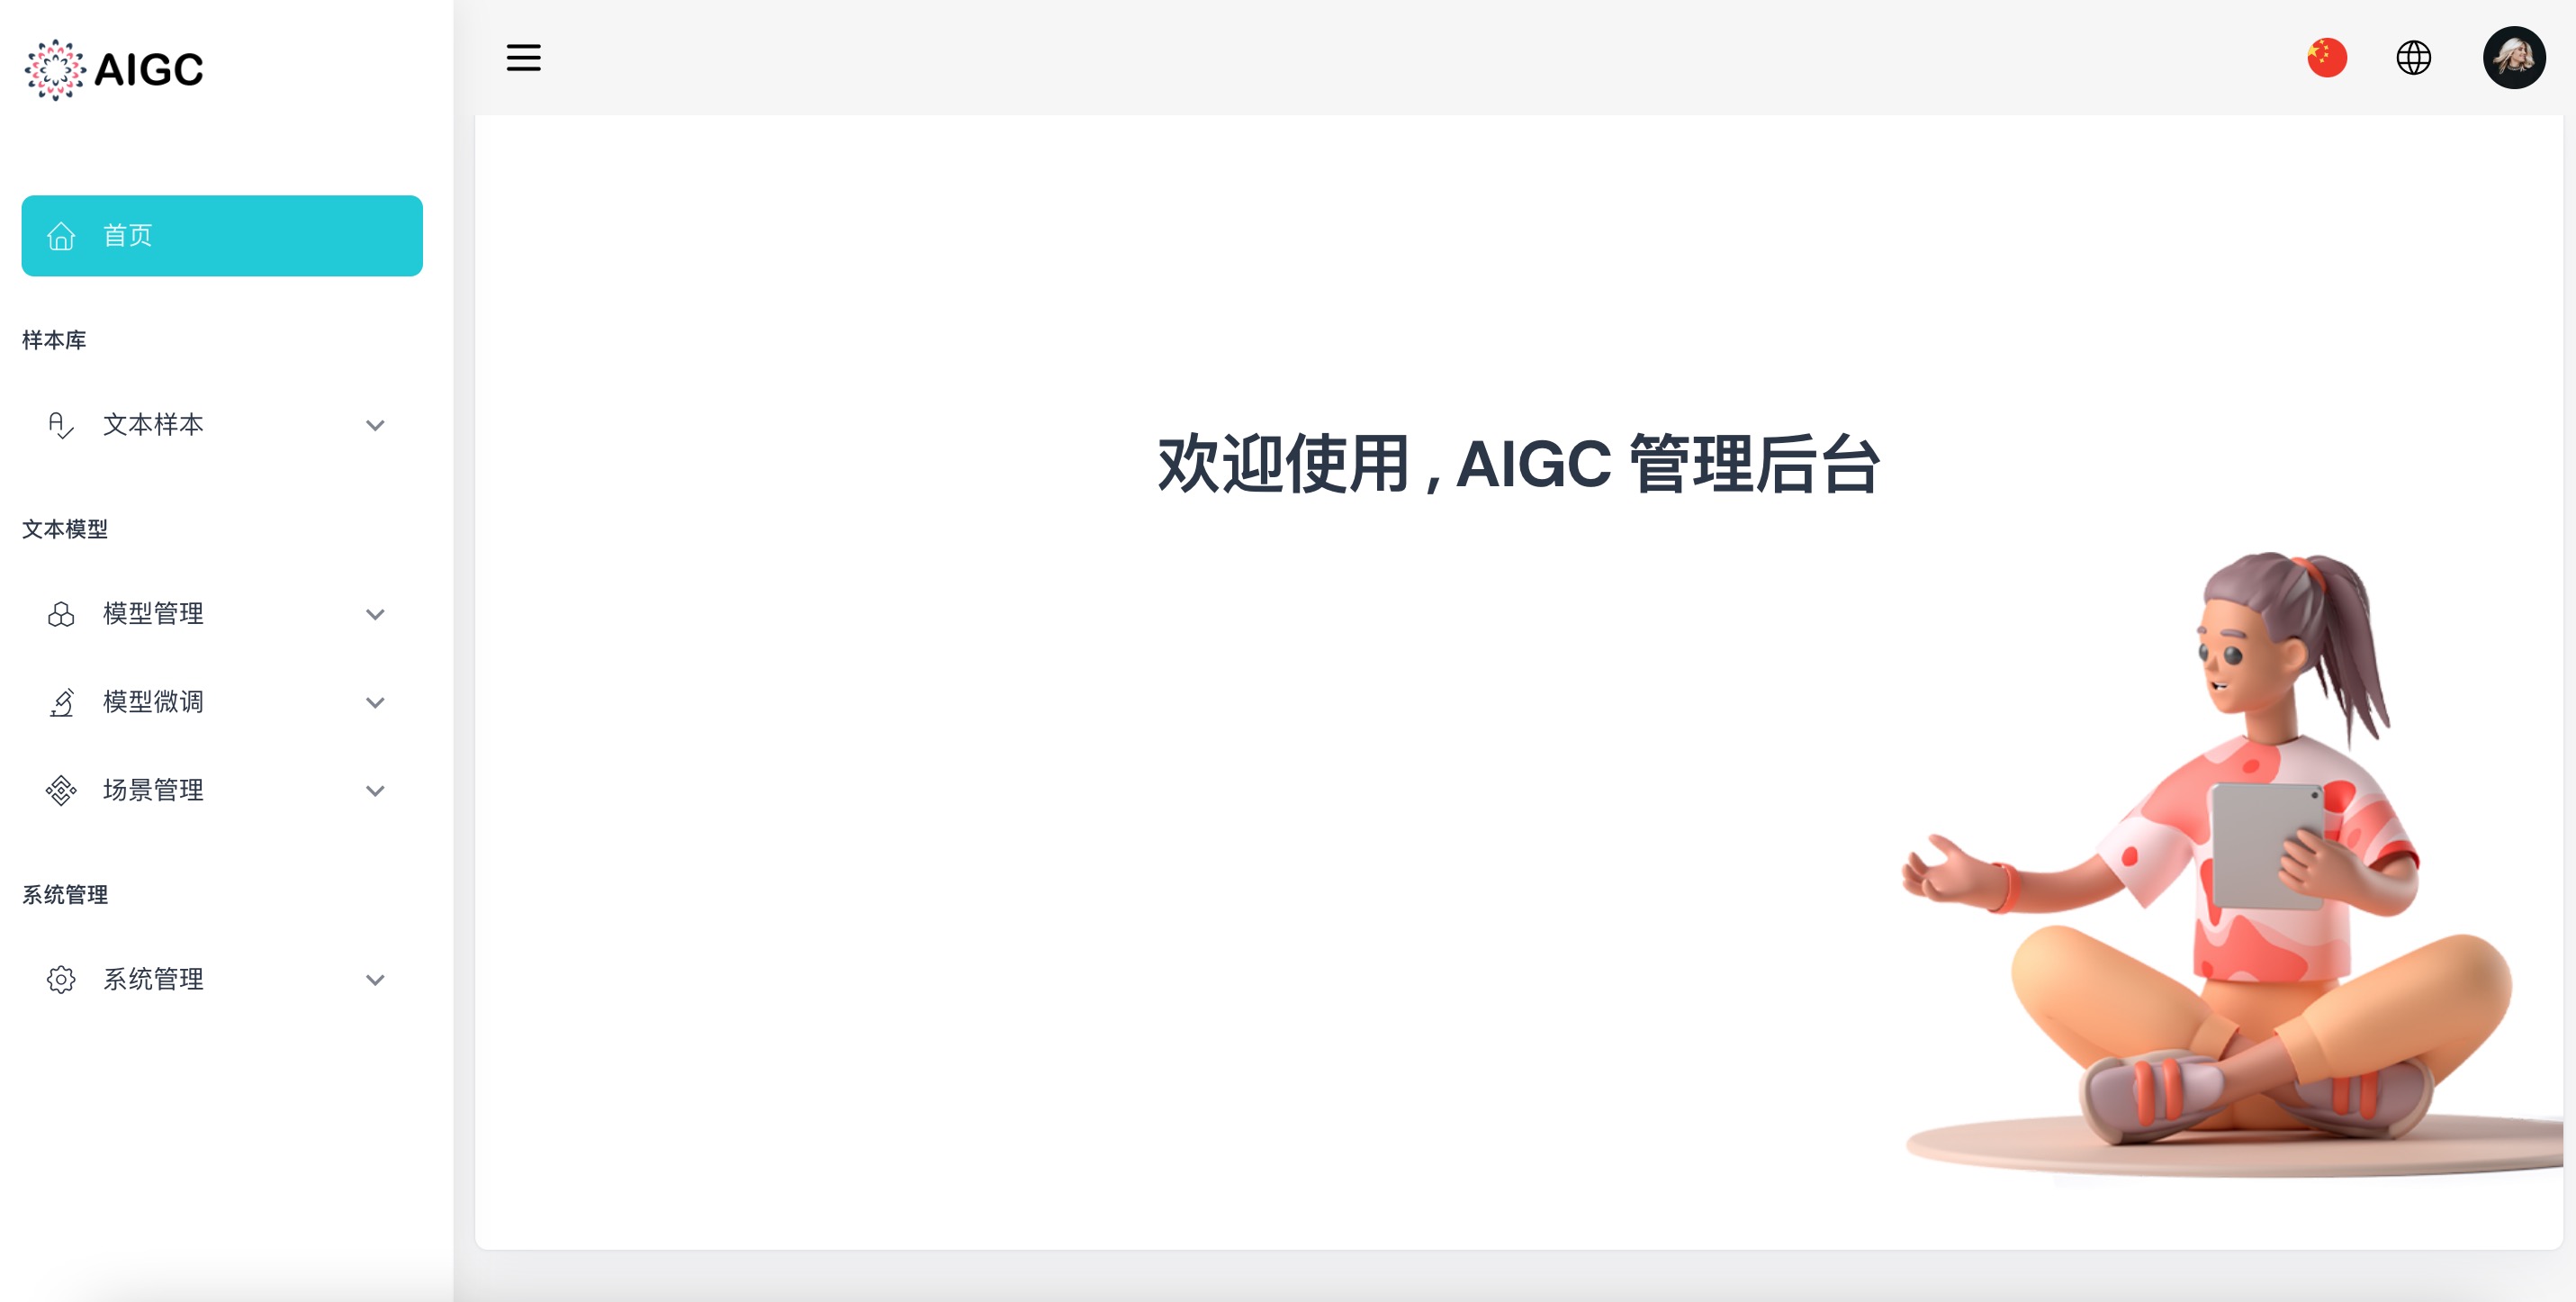 AIGC
首页
样本库
文本样本
文本模型
模型管理
模型微调
场景管理
系统管理
系统管理
欢迎使用 , AIGC 管理后台